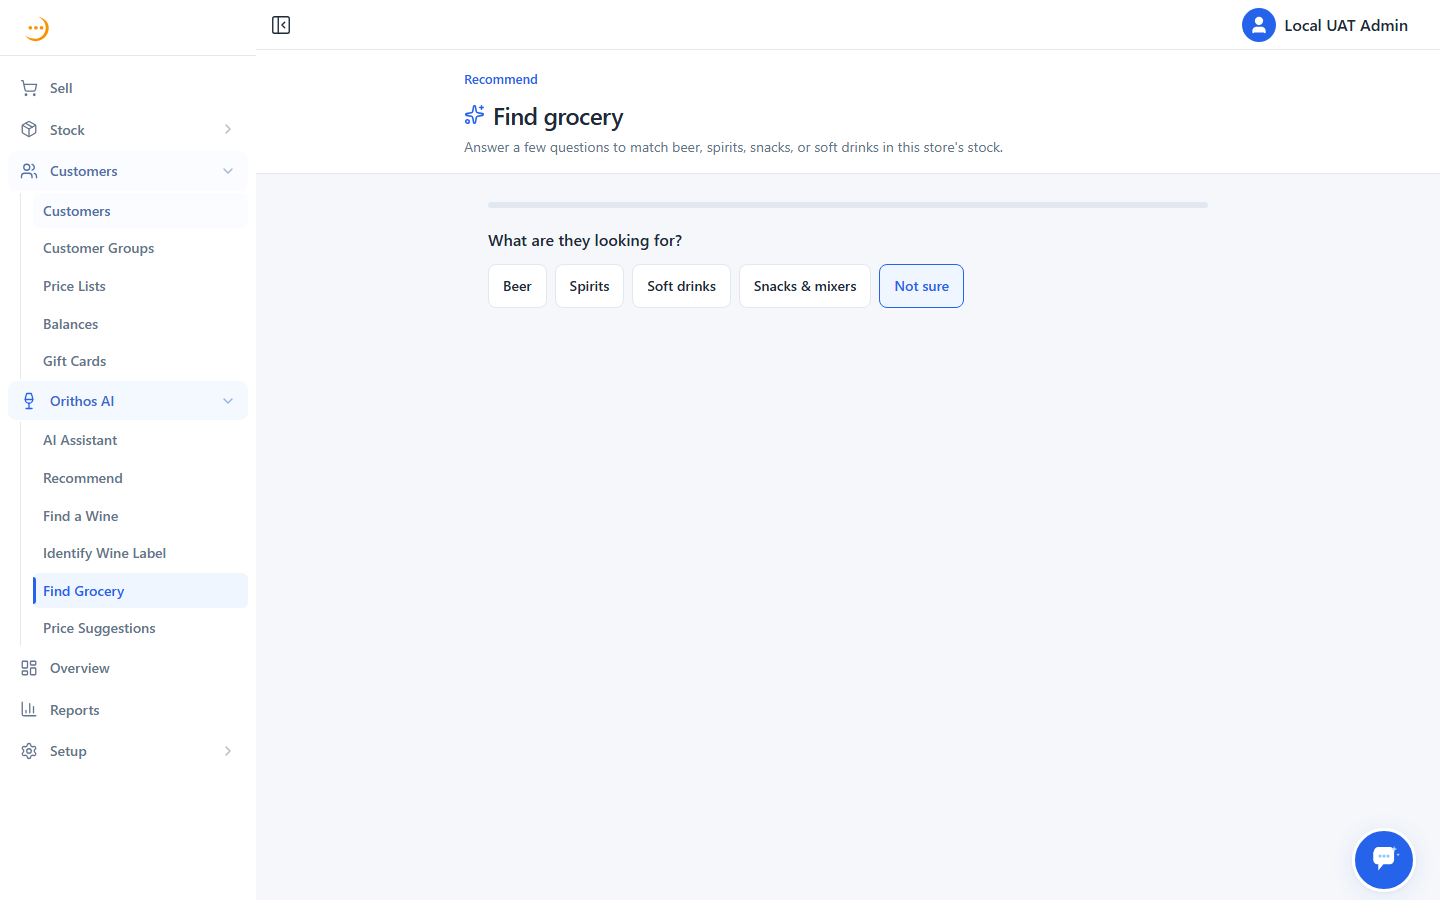 Local UAT Admin
Sell
Stock
Customers
Customers
Customer Groups
Price Lists
Balances
Gift Cards
Orithos AI
AI Assistant
Recommend
Find a Wine
Identify Wine Label
Find Grocery
Price Suggestions
Overview
Reports
Setup
Recommend
Find grocery
Answer a few questions to match beer, spirits, snacks, or soft drinks in this store's stock.
What are they looking for?
Beer Spirits Soft drinks Snacks & mixers Not sure